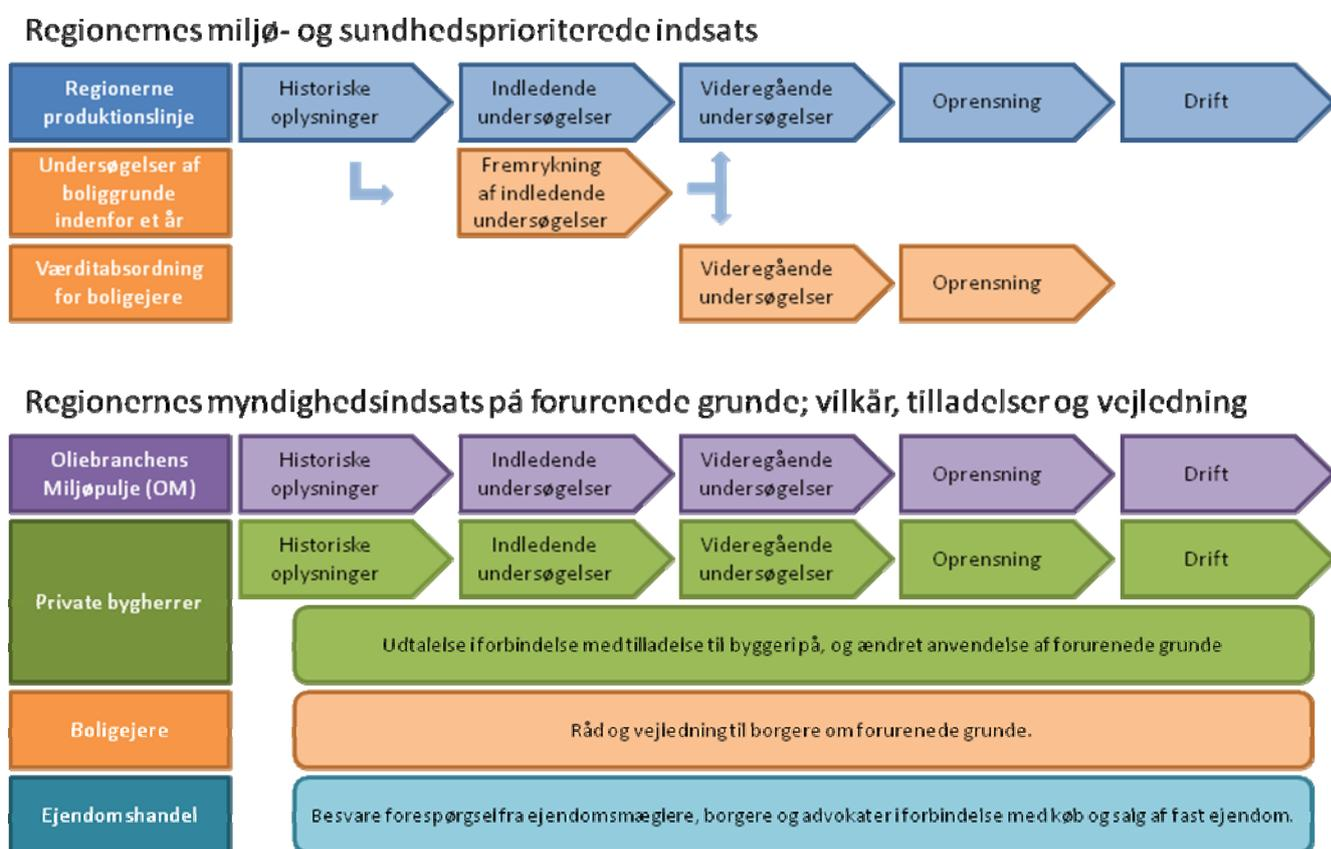 Regionernes miljø- og sundhedsprioriterede indsats
Regionerne
produktionslinje
Historiske
oplysninger
Indledende
undersøgelser
Videregående
undersøgelser
Oprensning
Drift
Undersøgelser af
boliggrunde
indenfor et år
Fremrykning
af indledende
undersøgelser
Værditabsordning
for boligejere
Videregående
undersøgelser
Oprensning
Regionernes myndighedsindsats på forurenede grunde; vilkår, tilladelser og vejledning
Oliebranchens
Miljøpulje (OM)
Historiske
oplysninger
Indledende
undersøgelser
Videregående
undersøgelser
Oprensning
Drift
Private bygherrer
Historiske
oplysninger
Indledende
undersøgelser
Videregående
undersøgelser
Oprensning
Drift
Udtalelse i forbindelse med tilladelse til byggeri på, og ændret anvendelse af forurenede grunde
Boligejere
Råd og vejledning til borgere om forurenede grunde.
Ejendomshandel
Besvare forespørgsel fra ejendomsmæglere, borgere og advokater i forbindelse med køb og salg af fast ejendom.